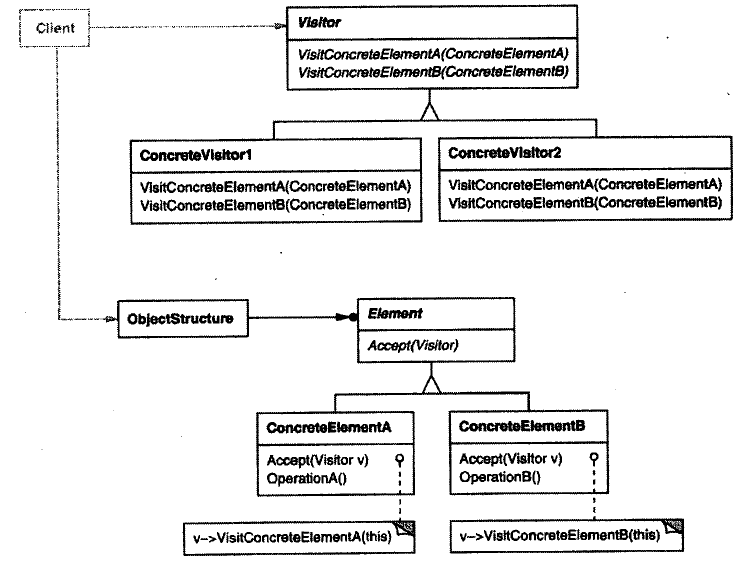 Client
Visitor
VisitConcreteElementA(ConcreteElementA)
VisitConcreteElementB(ConcreteElementB)
ConcreteVisitor1
VisitConcreteElementA(ConcreteElementA)
VisitConcreteElementB(ConcreteElementB)
ConcreteVisitor2
VisitConcreteElementA(ConcreteElementA)
VisitConcreteElementB(ConcreteElementB)
ObjectStructure
Element
Accept(Visitor)
ConcreteElementA
Accept(Visitor v)
OperationA()
ConcreteElementB
Accept(Visitor v)
OperationB()
v->VisitConcreteElementA(this)
v->VisitConcreteElementB(this)